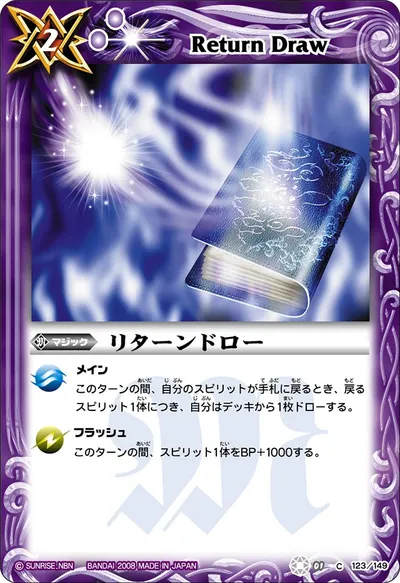 2
Return Draw
マジック
リターンドロー
メイン
このターンの間、自分のスピリットが手札に戻るとき、戻る
スピリット1体につき、自分はデッキから1枚ドローする。
フラッシュ
このターンの間、スピリット1体をBP+1000する。
©SUNRISE.NBN BANDAI 2008 MADE IN JAPAN
01 C 123/149